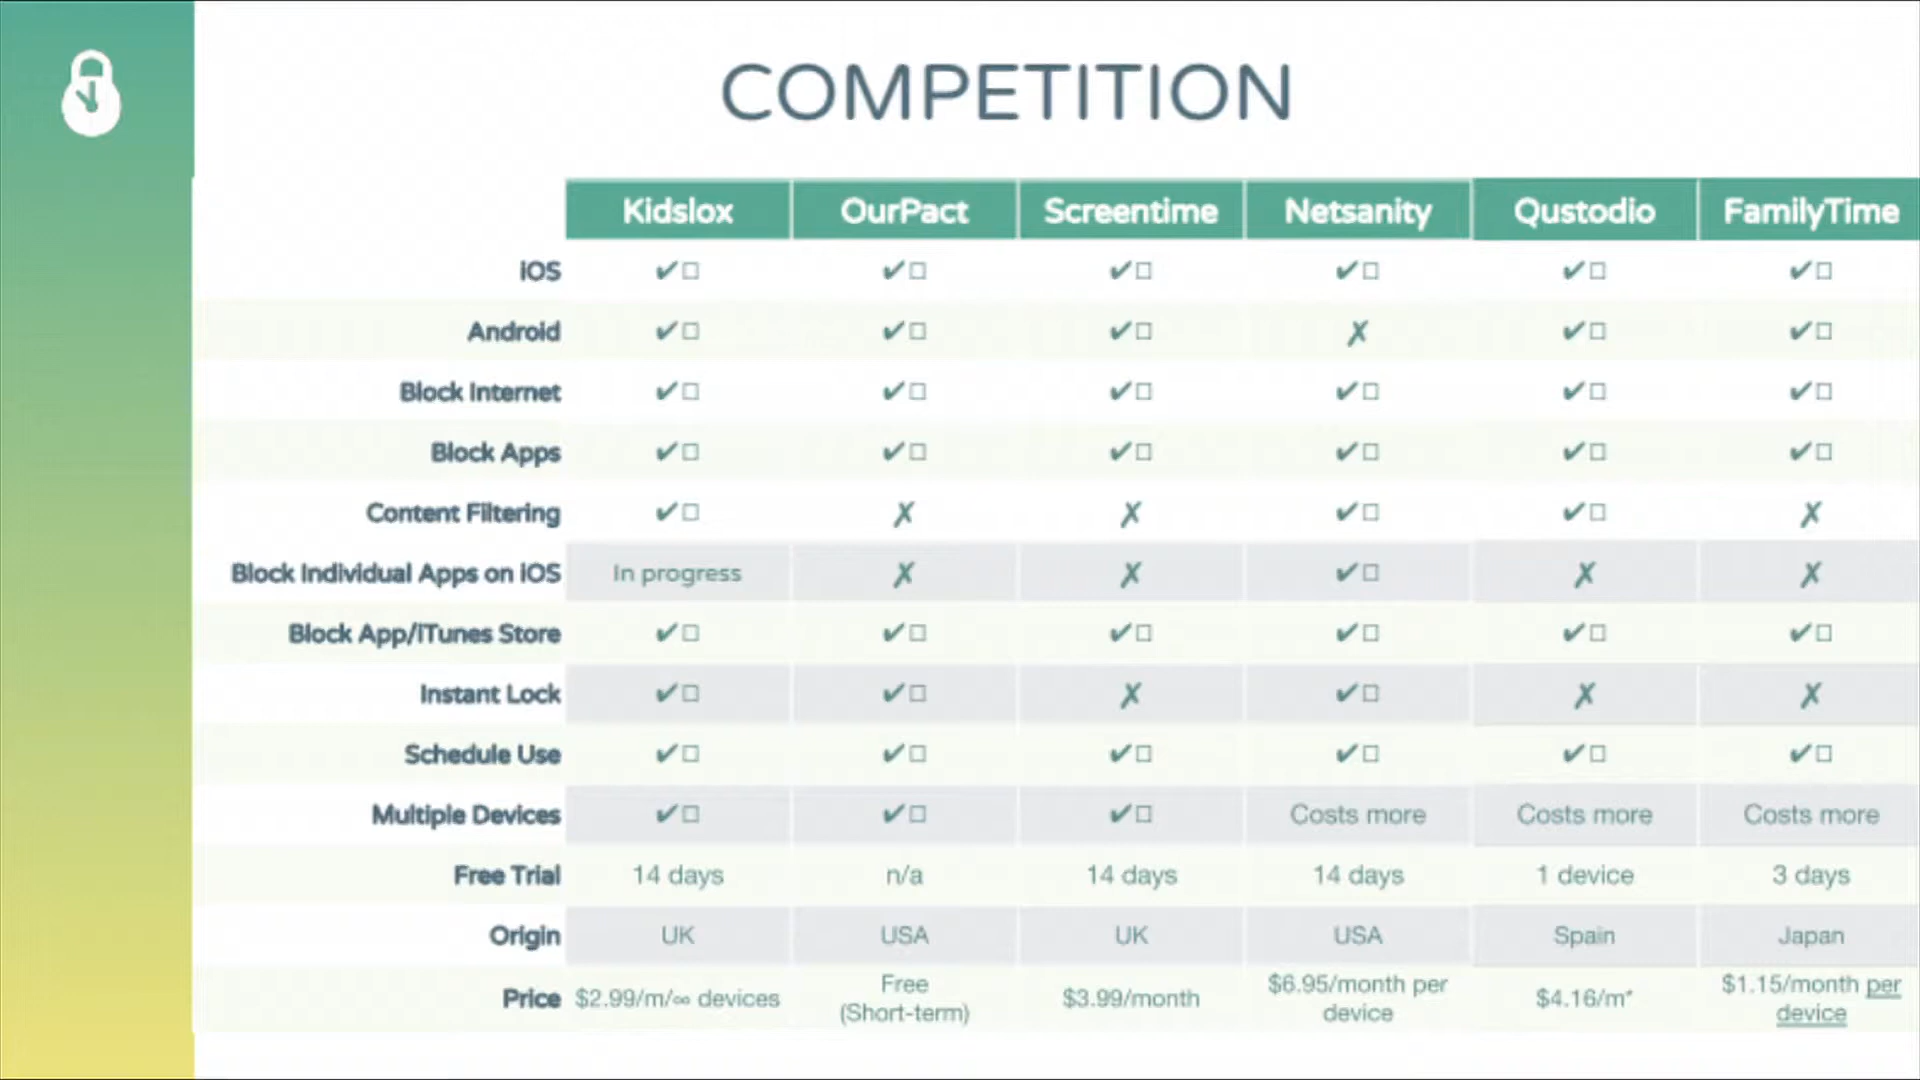 COMPETITION
Kidslox OurPact Screentime Netsanity Qustodio FamilyTime
iOS ✔□ ✔□ ✔□ ✔□ ✔□ ✔□
Android ✔□ ✔□ ✔□ ✗ ✔□ ✔□
Block Internet ✔□ ✔□ ✔□ ✔□ ✔□ ✔□
Block Apps ✔□ ✔□ ✔□ ✔□ ✔□ ✔□
Content Filtering ✔□ ✗ ✗ ✔□ ✔□ ✗
Block Individual Apps on iOS In progress ✗ ✗ ✔□ ✗ ✗
Block App/iTunes Store ✔□ ✔□ ✔□ ✔□ ✔□ ✔□
Instant Lock ✔□ ✔□ ✗ ✔□ ✗ ✗
Schedule Use ✔□ ✔□ ✔□ ✔□ ✔□ ✔□
Multiple Devices ✔□ ✔□ ✔□ Costs more Costs more Costs more
Free Trial 14 days n/a 14 days 14 days 1 device 3 days
Origin UK USA UK USA Spain Japan
Price $2.99/m/∞ devices Free (Short-term) $3.99/month $6.95/month per device $4.16/m* $1.15/month per device